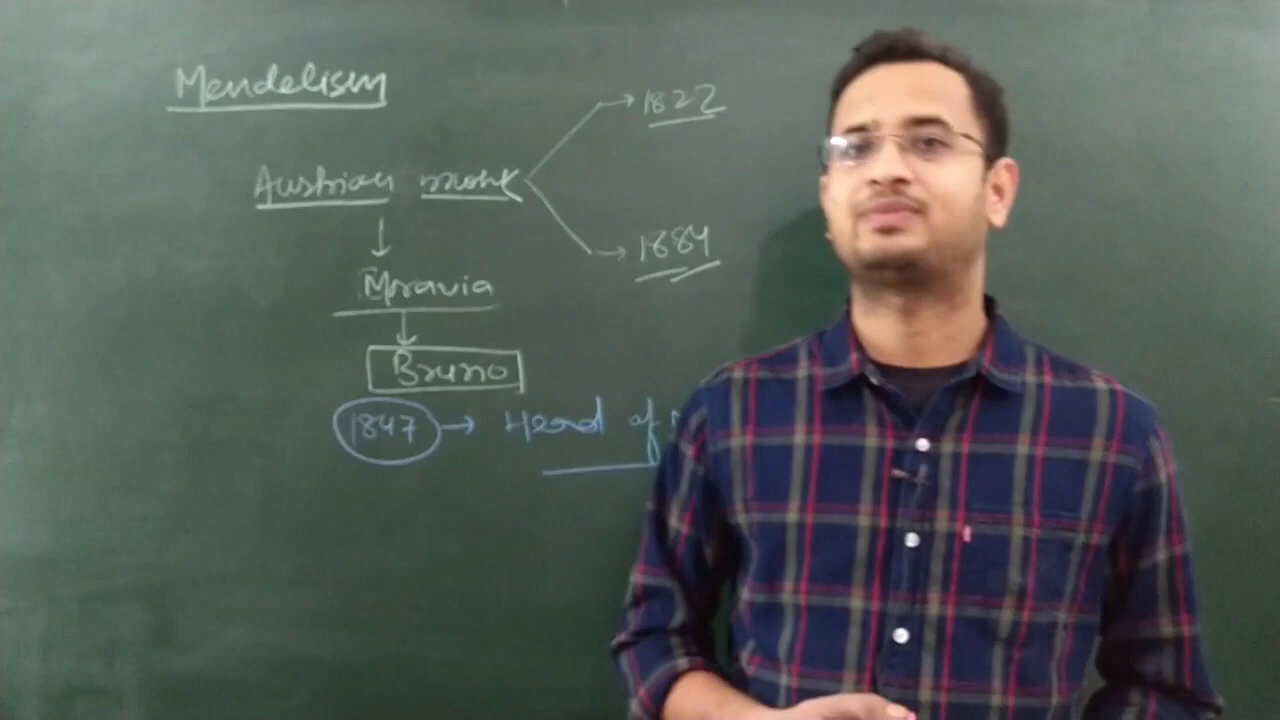 Mendelism
1822
Austrian monk
1884
Moravia
Bruno
1847 → Head of